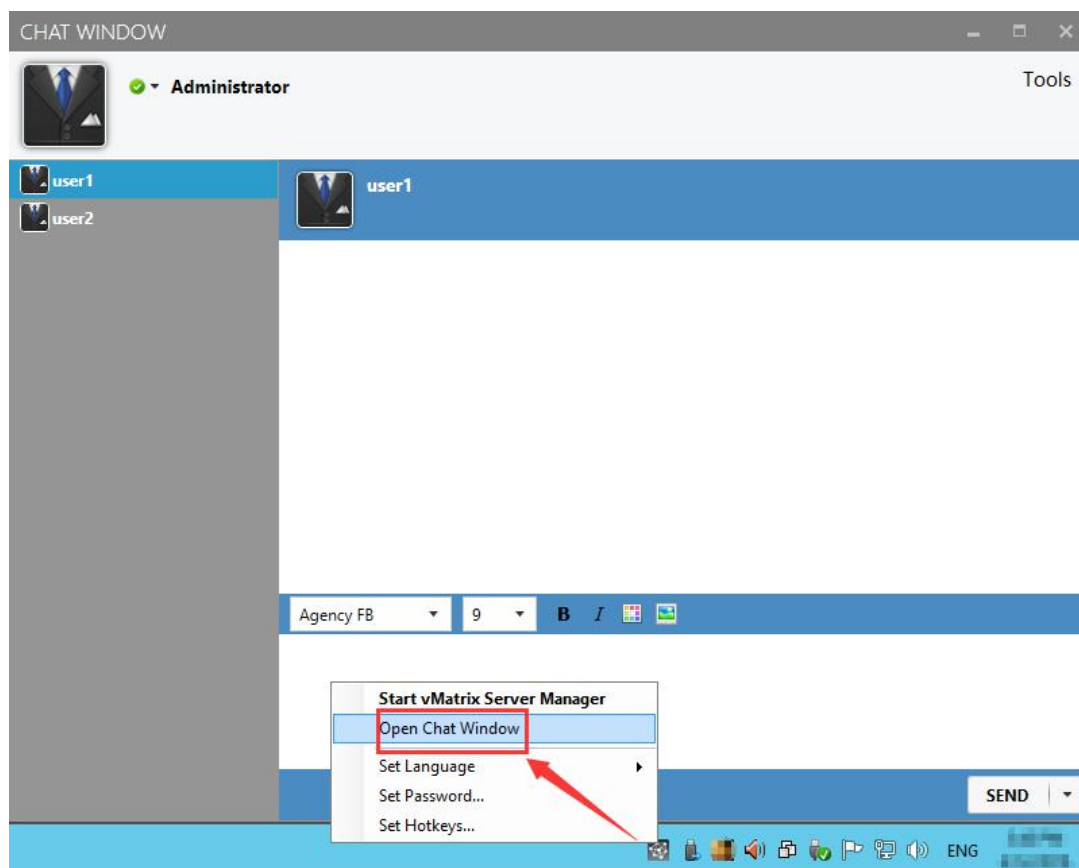 CHAT WINDOW
Administrator
Tools
user1
user2
user1
Agency FB
9
B
I
Start vMatrix Server Manager
Open Chat Window
Set Language
Set Password...
Set Hotkeys...
SEND
ENG